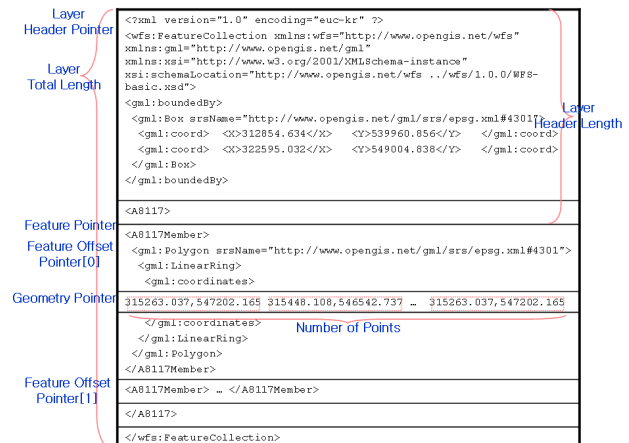 Layer
Header Pointer
Layer
Total Length
<?xml version="1.0" encoding="euc-kr" ?>
<wfs:FeatureCollection xmlns:wfs="http://www.opengis.net/wfs"
xmlns:gml="http://www.opengis.net/gml"
xmlns:xsi="http://www.w3.org/2001/XMLSchema-instance"
xsi:schemaLocation="http://www.opengis.net/wfs ../wfs/1.0.0/WFS-
basic.xsd">
<gml:boundedBy>
<gml:Box srsName="http://www.opengis.net/gml/srs/epsg.xml#4301">
<gml:coord> <X>312854.634</X> <Y>539960.856</Y> </gml:coord>
<gml:coord> <X>322595.032</X> <Y>549004.838</Y> </gml:coord>
</gml:Box>
</gml:boundedBy>
Layer
Header Length
<A8117>
Feature Pointer
Feature Offset
Pointer[0]
<A8117Member>
<gml:Polygon srsName="http://www.opengis.net/gml/srs/epsg.xml#4301">
<gml:LinearRing>
<gml:coordinates>
Geometry Pointer
315263.037,547202.165 315448.108,546542.737 … 315263.037,547202.165
Number of Points
</gml:coordinates>
</gml:LinearRing>
</gml:Polygon>
</A8117Member>
Feature Offset
Pointer[1]
<A8117Member> … </A8117Member>
</A8117>
</wfs:FeatureCollection>